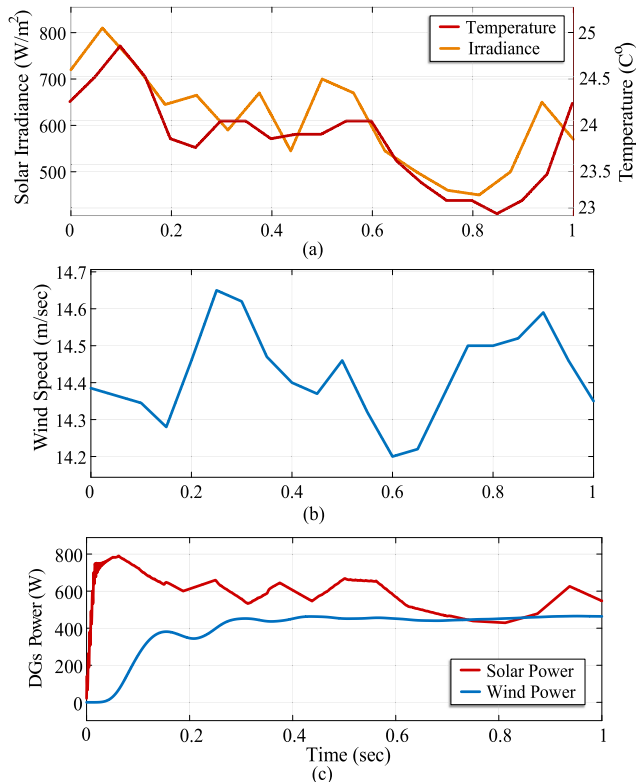 Solar Irradiance (W/m²)
800
700
600
500
Temperature
Irradiance
25
24.5
24
23.5
23
Temperature (Cº)
0 0.2 0.4 0.6 0.8 1
(a)
Wind Speed (m/sec)
14.7
14.6
14.5
14.4
14.3
14.2
0 0.2 0.4 0.6 0.8 1
(b)
DGs Power (W)
800
600
400
200
0
Solar Power
Wind Power
0 0.2 0.4 0.6 0.8 1
Time (sec)
(c)